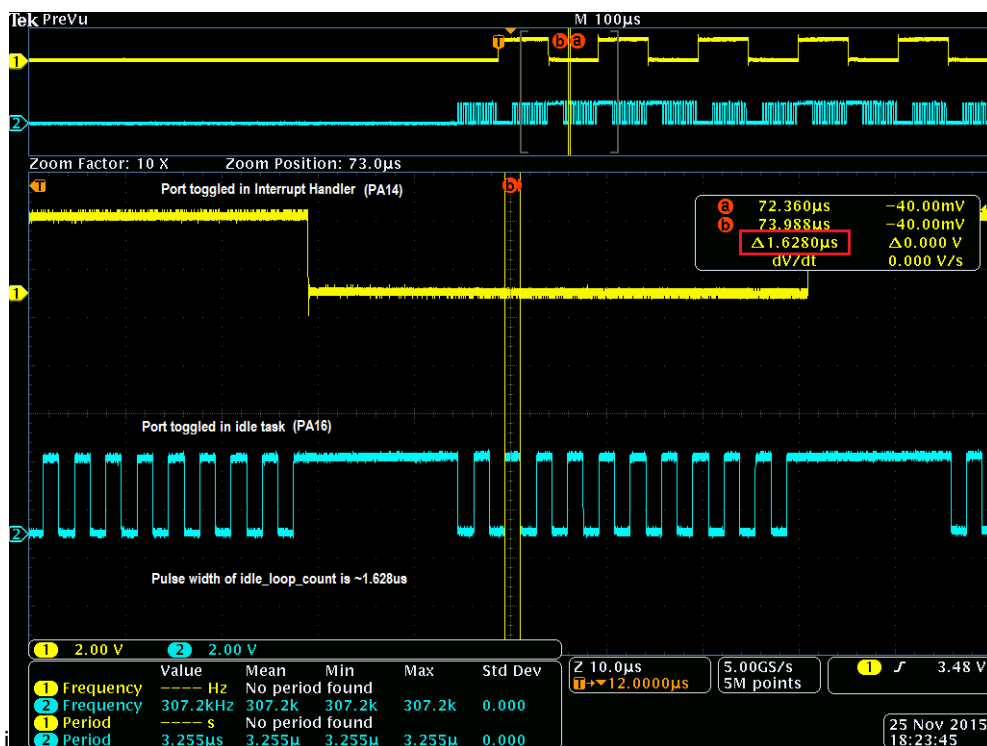 Tek PreVu M 100µs
T b a
1
2
Zoom Factor: 10 X Zoom Position: 73.0µs
T Port toggled in Interrupt Handler (PA14) b
a 72.360µs −40.00mV
b 73.988µs −40.00mV
Δ1.6280µs Δ0.000 V
dV/dt 0.000 V/s
1
Port toggled in idle task (PA16)
2
Pulse width of idle_loop_count is ~1.628us
1 2.00 V 2 2.00 V
Value Mean Min Max Std Dev
1 Frequency ---- Hz No period found
2 Frequency 307.2kHz 307.2k 307.2k 307.2k 0.000
1 Period ---- s No period found
2 Period 3.255µs 3.255µ 3.255µ 3.255µ 0.000
Z 10.0µs
T→▼12.0000µs
5.00GS/s
5M points
1 3.48 V
25 Nov 2015
18:23:45